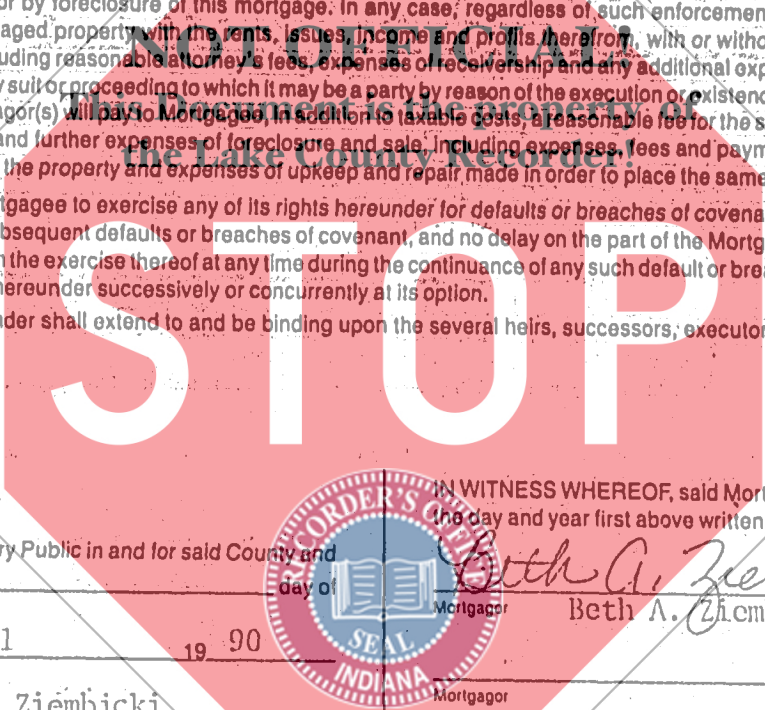 or by foreclosure of this mortgage. In any case, regardless of such enforcemen
aged property with the rents, issues, income and profits therefrom, with or witho
uding reasonable attorney's fees, expenses of receivership and any additional exp
NOT OFFICIAL!
y suit or proceeding to which it may be a party by reason of the execution or existenc
This Document is the property of
agor(s) will pay to Mortgagee, in addition to taxable costs, a reasonable fee for the s
and further expenses of foreclosure and sale, including expenses, fees and paym
the Lake County Recorder!
the property and expenses of upkeep and repair made in order to place the same
tgagee to exercise any of its rights hereunder for defaults or breaches of covena
bsequent defaults or breaches of covenant, and no delay on the part of the Mortg
n the exercise thereof at any time during the continuance of any such default or brea
hereunder successively or concurrently at its option.
der shall extend to and be binding upon the several heirs, successors, executor
STOP
IN WITNESS WHEREOF, said Mort
the day and year first above written
ry Public in and for said County and
day of
Beth A. Zie
Mortgagor Beth A. Ziem
1 19 90
RECORDER'S OFFICE
SEAL
INDIANA
Mortgagor
Ziembicki